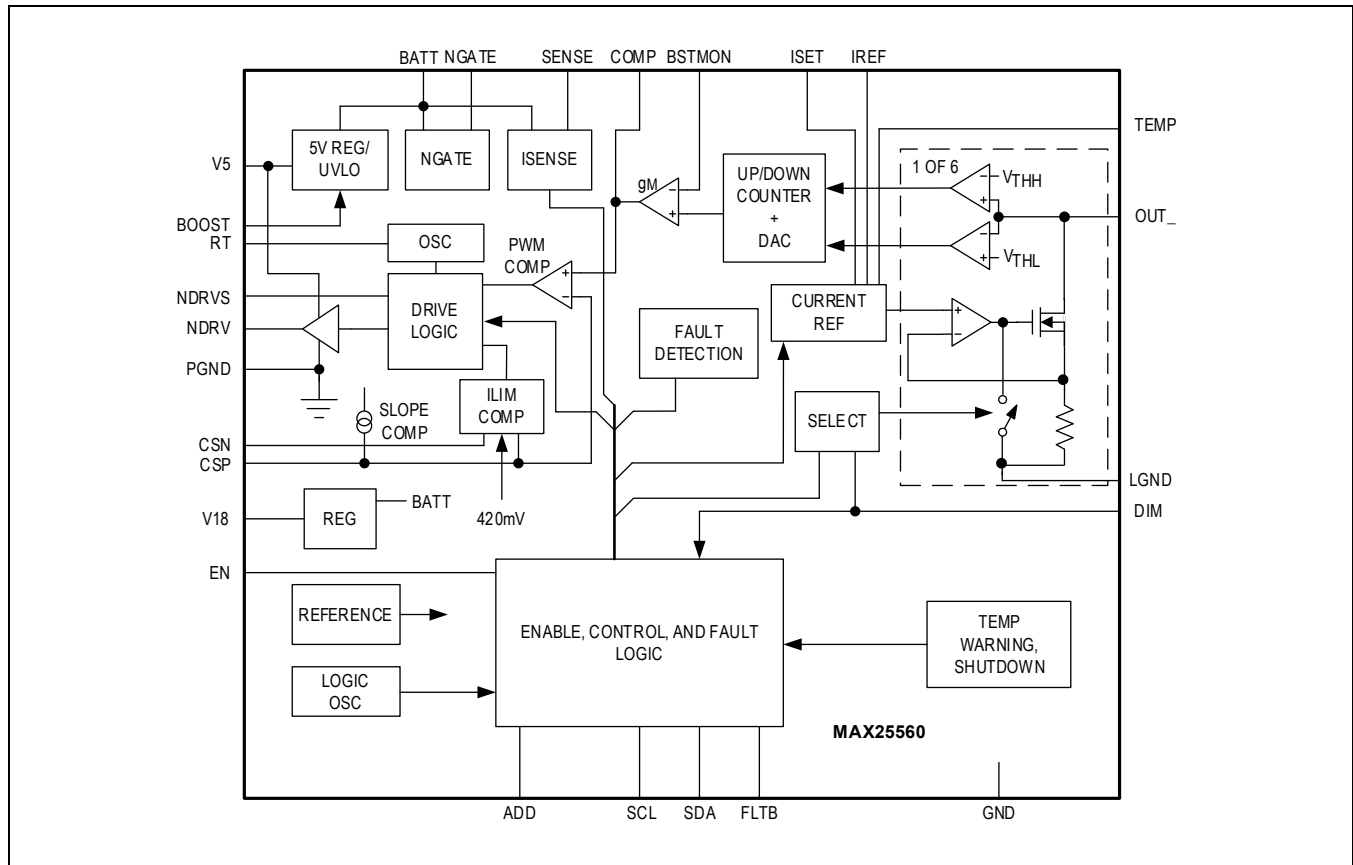 BATT NGATE SENSE COMP BSTMON ISET IREF
TEMP
V5
5V REG/
UVLO
NGATE
ISENSE
gM
−
+
UP/DOWN
COUNTER
+
DAC
1 OF 6
−
+
VTHH
OUT_
−
+
VTHL
BOOST
RT
OSC
PWM
COMP
+
−
NDRVS
NDRV
DRIVE
LOGIC
FAULT
DETECTION
CURRENT
REF
+
−
PGND
SLOPE
COMP
ILIM
COMP
SELECT
CSN
CSP
LGND
V18
REG
BATT
420mV
DIM
EN
REFERENCE
ENABLE, CONTROL, AND FAULT
LOGIC
TEMP
WARNING,
SHUTDOWN
LOGIC
OSC
MAX25560
ADD SCL SDA FLTB GND